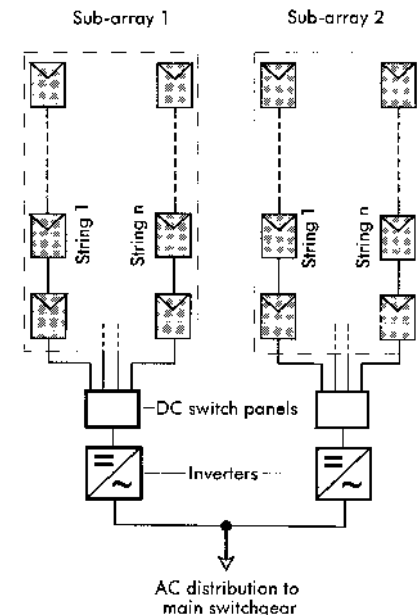 Sub-array 1
Sub-array 2
String 1
String n
String 1
String n
DC switch panels
Inverters
AC distribution to
main switchgear